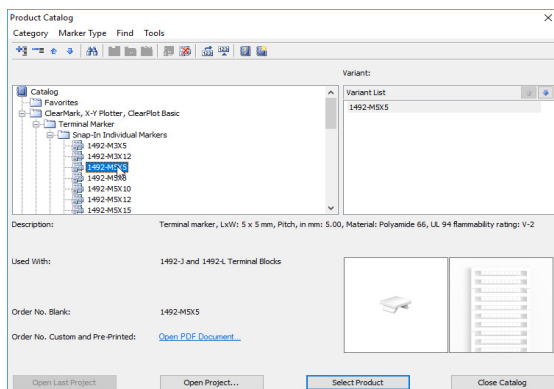 Product Catalog
Category Marker Type Find Tools
Variant:
Catalog
Favorites
ClearMark, X-Y Plotter, ClearPlot Basic
Terminal Marker
Snap-In Individual Markers
1492-M3X5
1492-M3X12
1492-M5X5
1492-M5X8
1492-M5X10
1492-M5X12
1492-M5X15
Variant List
1492-M5X5
Description: Terminal marker, LxW: 5 x 5 mm, Pitch, in mm: 5.00, Material: Polyamide 66, UL 94 flammability rating: V-2
Used With: 1492-J and 1492-L Terminal Blocks
Order No. Blank: 1492-M5X5
Order No. Custom and Pre-Printed: Open PDF Document...
Open Last Project Open Project... Select Product Close Catalog